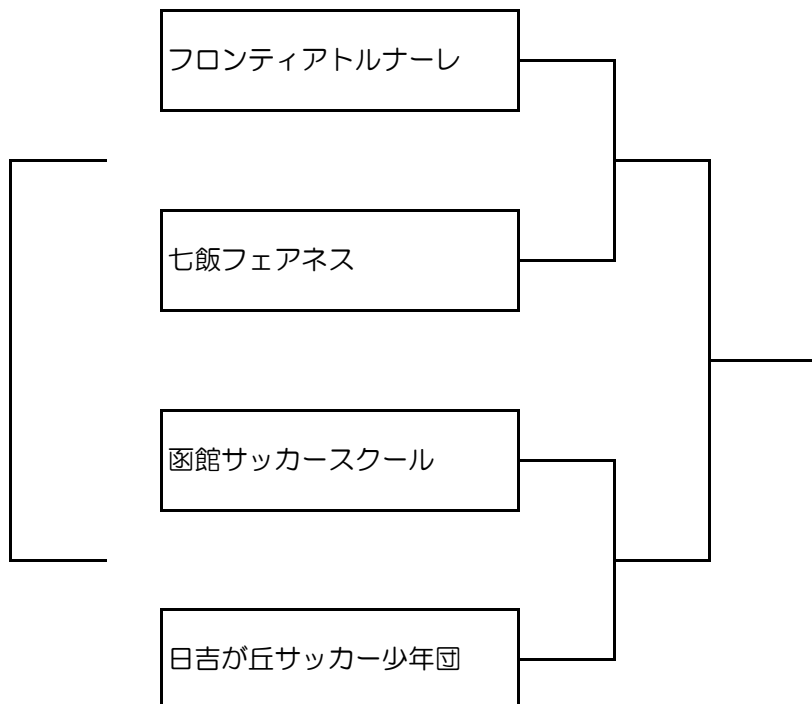 フロンティアトルナーレ
七飯フェアネス
函館サッカースクール
日吉が丘サッカー少年団